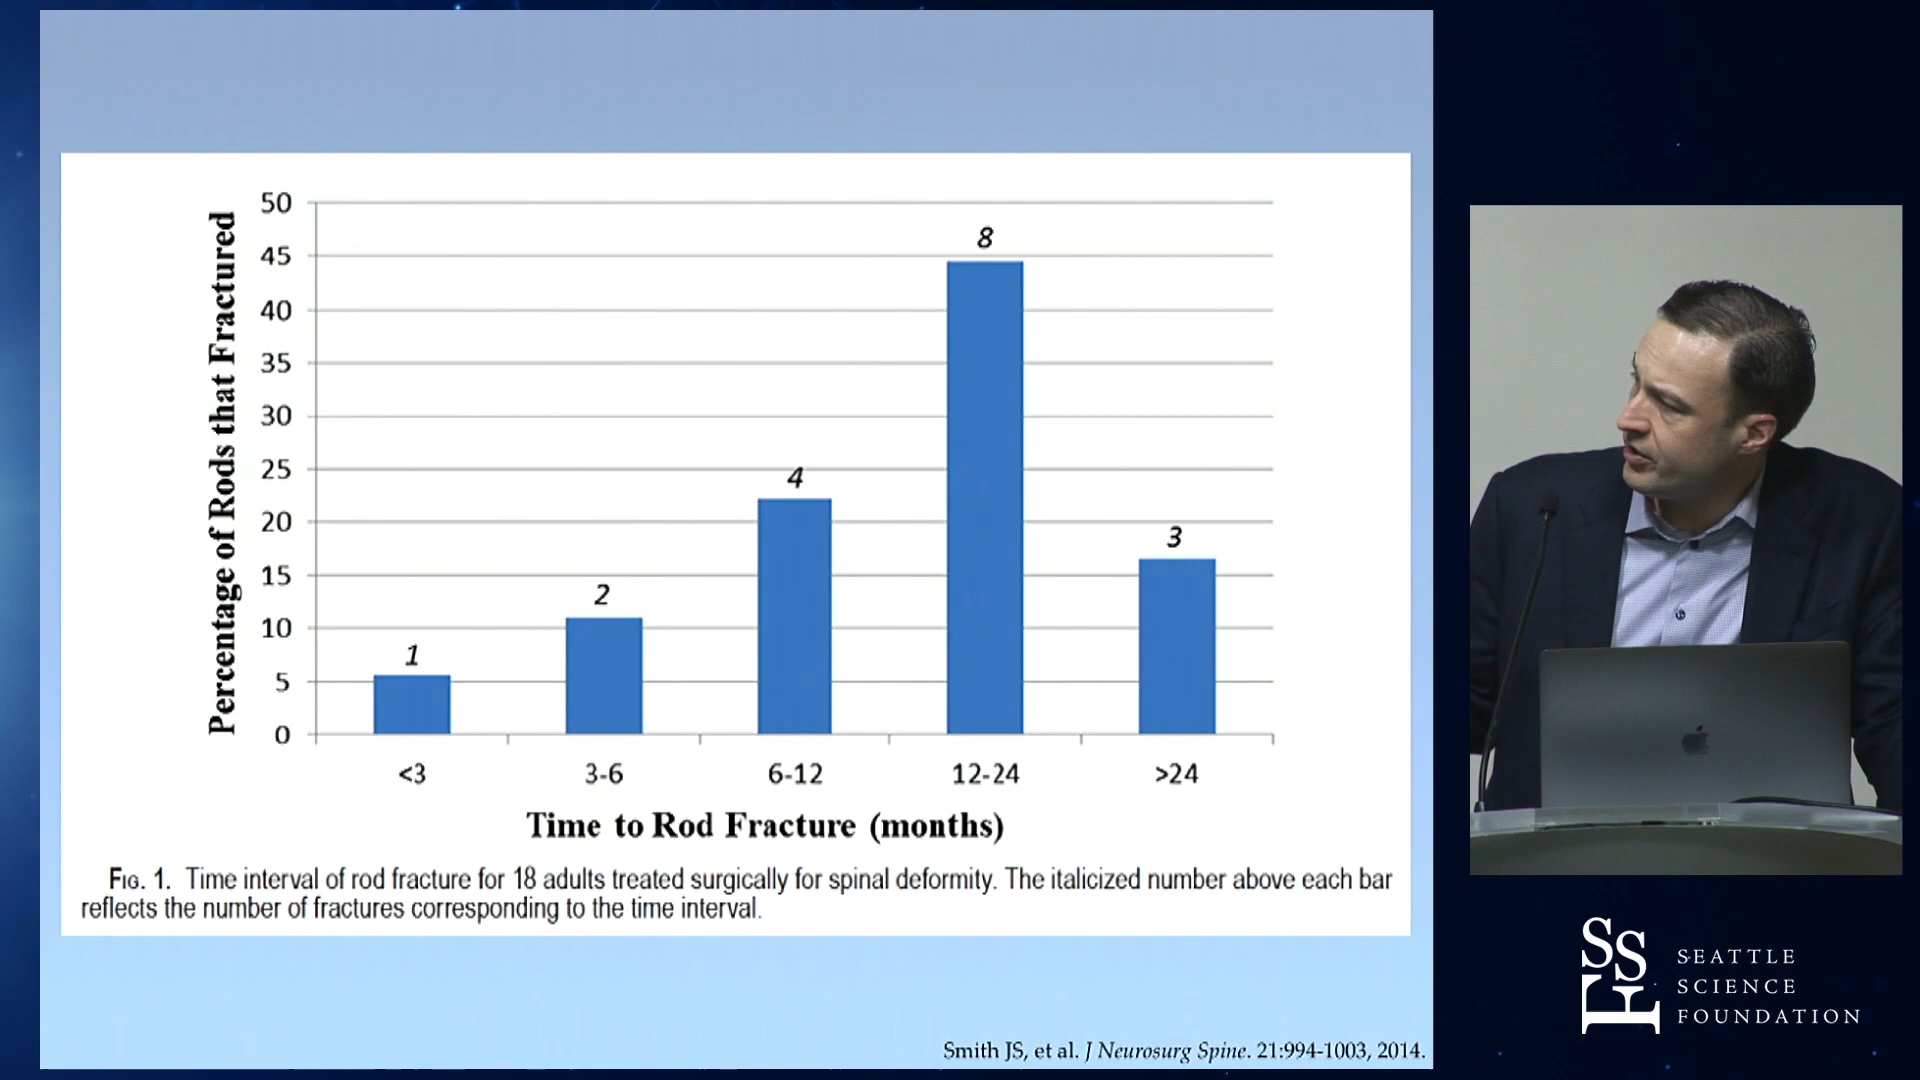 50
45
40
35
30
25
20
15
10
5
0
Percentage of Rods that Fractured
1
2
4
8
3
<3 3-6 6-12 12-24 >24
Time to Rod Fracture (months)
FIG. 1. Time interval of rod fracture for 18 adults treated surgically for spinal deformity. The italicized number above each bar
reflects the number of fractures corresponding to the time interval.
Smith JS, et al. J Neurosurg Spine. 21:994-1003, 2014.
SSF
SEATTLE
SCIENCE
FOUNDATION